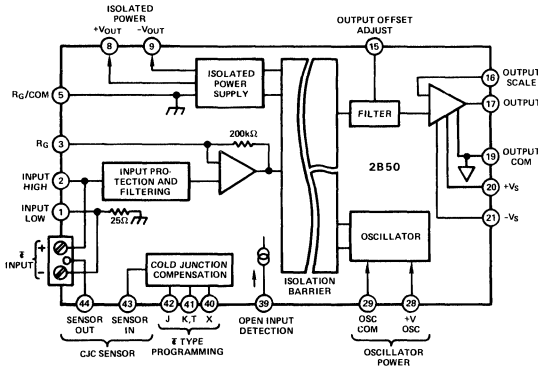 ISOLATED
POWER
+VOUT –VOUT
8
9
OUTPUT OFFSET
ADJUST
15
ISOLATED
POWER
SUPPLY
RG/COM
5
16
OUTPUT
SCALE
17
OUTPUT
FILTER
RG
3
200kΩ
2B50
INPUT
HIGH
2
INPUT PRO-
TECTION AND
FILTERING
19
OUTPUT
COM
20
+VS
INPUT
LOW
1
25Ω
21
–VS
+
INPUT
–
OSCILLATOR
COLD JUNCTION
COMPENSATION
ISOLATION
BARRIER
44
43
42
41
40
39
29
28
SENSOR
OUT
SENSOR
IN
J
K,T
X
OPEN INPUT
DETECTION
OSC
COM
+V
OSC
CJC SENSOR
TYPE
PROGRAMMING
OSCILLATOR
POWER